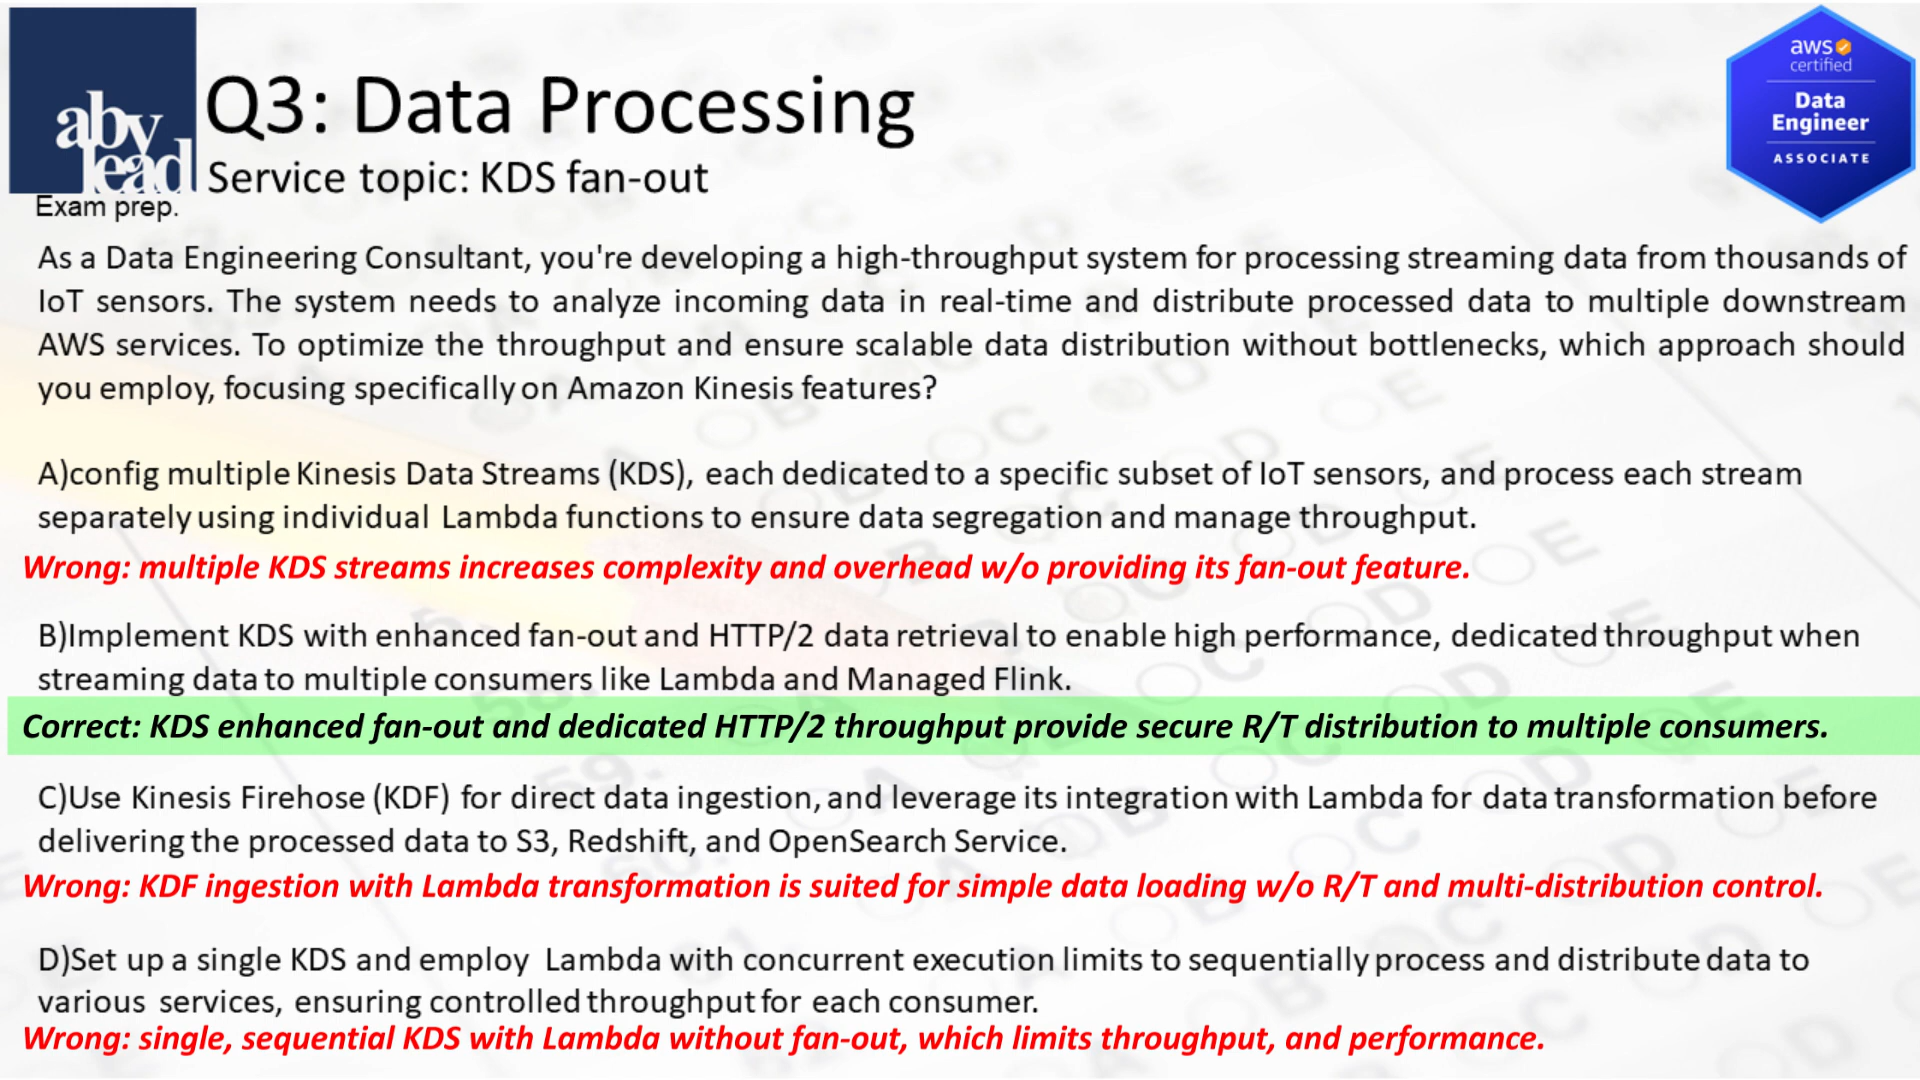 aby
lead
Exam prep.
Q3: Data Processing
Service topic: KDS fan-out
aws
certified
Data
Engineer
ASSOCIATE
As a Data Engineering Consultant, you're developing a high-throughput system for processing streaming data from thousands of
IoT sensors. The system needs to analyze incoming data in real-time and distribute processed data to multiple downstream
AWS services. To optimize the throughput and ensure scalable data distribution without bottlenecks, which approach should
you employ, focusing specifically on Amazon Kinesis features?
A)config multiple Kinesis Data Streams (KDS), each dedicated to a specific subset of IoT sensors, and process each stream
separately using individual Lambda functions to ensure data segregation and manage throughput.
Wrong: multiple KDS streams increases complexity and overhead w/o providing its fan-out feature.
B)Implement KDS with enhanced fan-out and HTTP/2 data retrieval to enable high performance, dedicated throughput when
streaming data to multiple consumers like Lambda and Managed Flink.
Correct: KDS enhanced fan-out and dedicated HTTP/2 throughput provide secure R/T distribution to multiple consumers.
C)Use Kinesis Firehose (KDF) for direct data ingestion, and leverage its integration with Lambda for data transformation before
delivering the processed data to S3, Redshift, and OpenSearch Service.
Wrong: KDF ingestion with Lambda transformation is suited for simple data loading w/o R/T and multi-distribution control.
D)Set up a single KDS and employ Lambda with concurrent execution limits to sequentially process and distribute data to
various services, ensuring controlled throughput for each consumer.
Wrong: single, sequential KDS with Lambda without fan-out, which limits throughput, and performance.